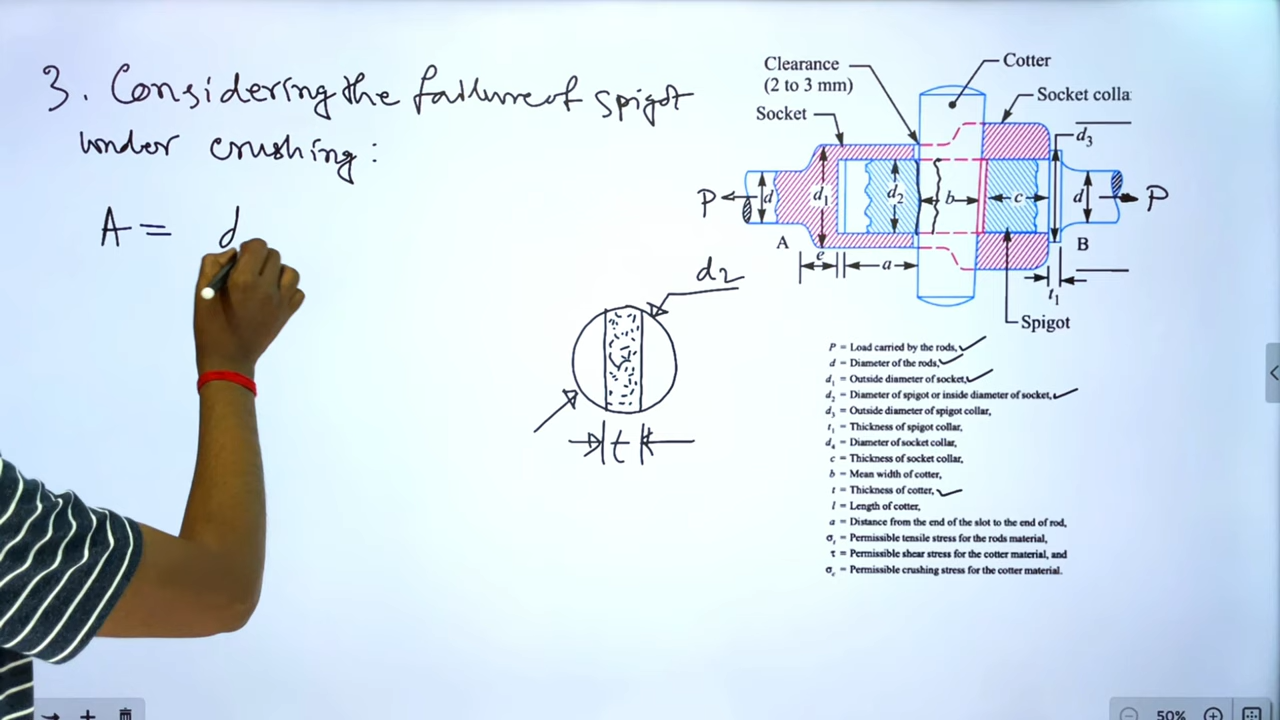 3. Considering the failure of spigot
under crushing :
A = d
d2
t
Clearance
(2 to 3 mm)
Socket
Cotter
Socket colla
d3
P
d
d1
d2
b
c
d
P
A
e
a
B
t1
Spigot
P = Load carried by the rods,
d = Diameter of the rods,
d1 = Outside diameter of socket,
d2 = Diameter of spigot or inside diameter of socket,
d3 = Outside diameter of spigot collar,
t1 = Thickness of spigot collar,
d4 = Diameter of socket collar,
c = Thickness of socket collar,
b = Mean width of cotter,
t = Thickness of cotter,
l = Length of cotter,
a = Distance from the end of the slot to the end of rod,
σt = Permissible tensile stress for the rods material,
τ = Permissible shear stress for the cotter material, and
σc = Permissible crushing stress for the cotter material.
50%